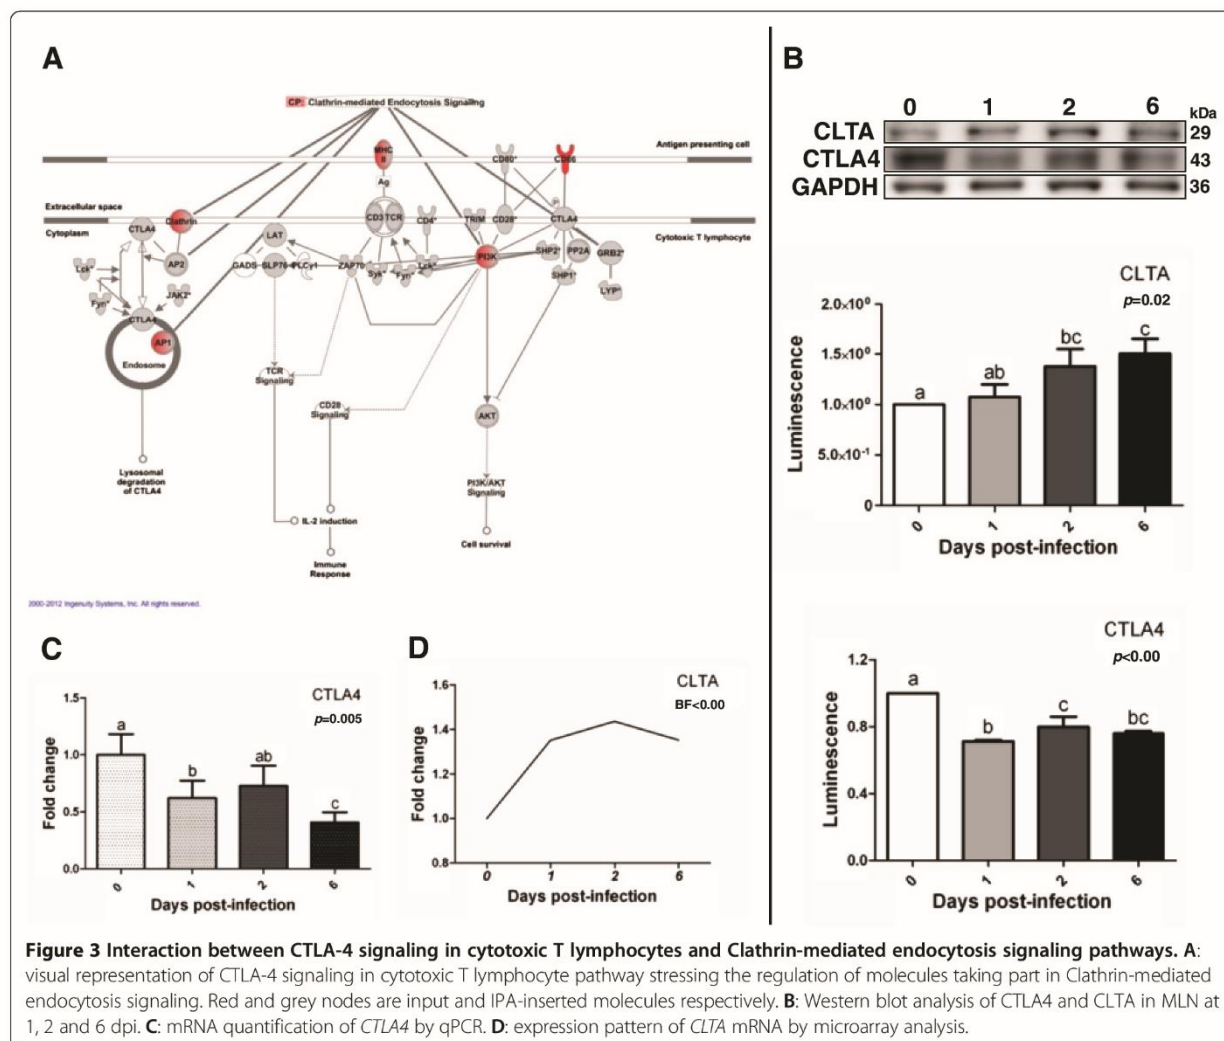 A
CP: Clathrin-mediated Endocytosis Signaling
MHC II
CD80*
CD86
Antigen presenting cell
Ag
Extracellular space
Cytoplasm
CTLA4
Clathrin
CD3
TCR
CD4*
TRIM
CD28*
CTLA4
Cytotoxic T lymphocyte
LAT
AP2
GADS
SLP76
PLCγ1
ZAP70
Syk*
Fyn*
Lck*
PI3K
SHP2*
PP2A
GRB2*
SHP1*
LYP*
Lck*
Fyn*
JAK2*
CTLA4
AP1
Endosome
TCR
Signaling
CD28
Signaling
AKT
Lysosomal
degradation
of CTLA4
PI3K/AKT
Signaling
IL-2 induction
Cell survival
Immune
Response
2000-2012 Ingenuity Systems, Inc. All rights reserved.
B
0 1 2 6 kDa
CLTA 29
CTLA4 43
GAPDH 36
CLTA
p=0.02
Luminescence
2.0×10⁰
1.5×10⁰
1.0×10⁰
5.0×10⁻¹
0
a ab bc c
0 1 2 6
Days post-infection
CTLA4
p<0.00
Luminescence
1.2
0.8
0.4
0.0
a b c bc
0 1 2 6
Days post-infection
C
CTLA4
p=0.005
Fold change
1.5
1.0
0.5
0.0
a b ab c
0 1 2 6
Days post-infection
D
CLTA
BF<0.00
Fold change
1.6
1.4
1.2
1.0
0.8
0 1 2 6
Days post-infection
Figure 3 Interaction between CTLA-4 signaling in cytotoxic T lymphocytes and Clathrin-mediated endocytosis signaling pathways. A:
visual representation of CTLA-4 signaling in cytotoxic T lymphocyte pathway stressing the regulation of molecules taking part in Clathrin-mediated
endocytosis signaling. Red and grey nodes are input and IPA-inserted molecules respectively. B: Western blot analysis of CTLA4 and CLTA in MLN at
1, 2 and 6 dpi. C: mRNA quantification of CTLA4 by qPCR. D: expression pattern of CLTA mRNA by microarray analysis.